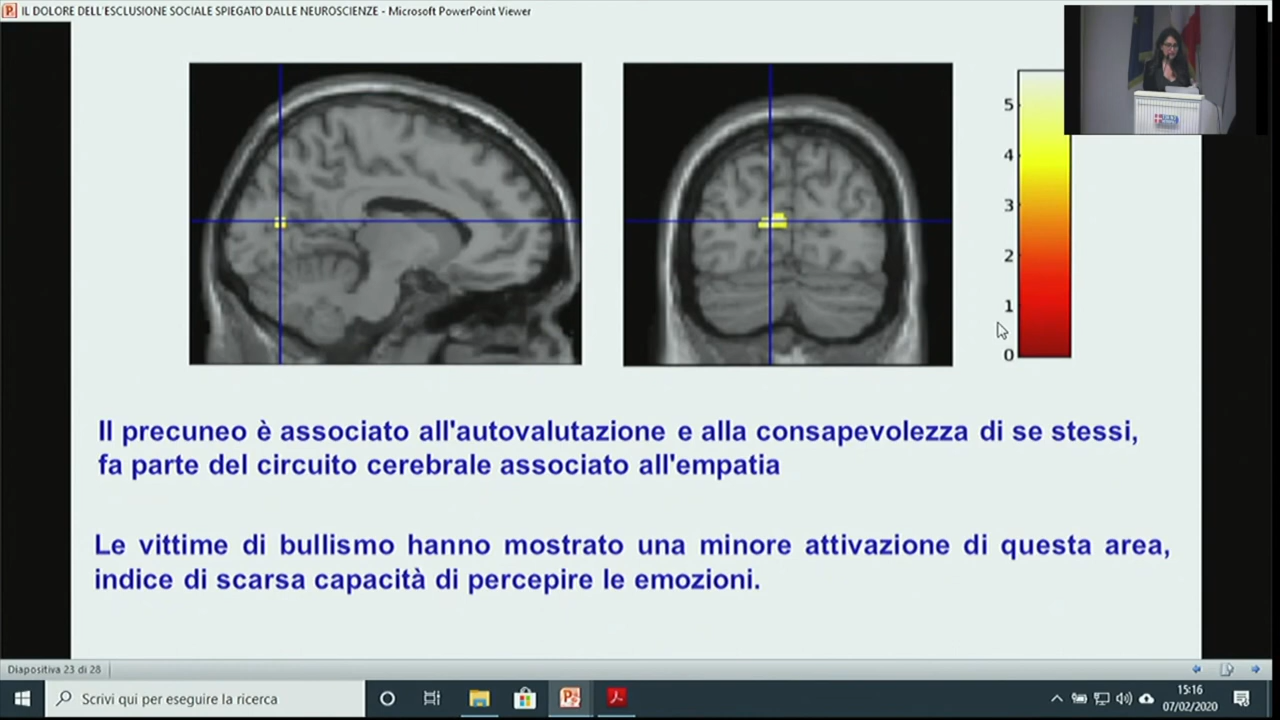 IL DOLORE DELL'ESCLUSIONE SOCIALE SPIEGATO DALLE NEUROSCIENZE - Microsoft PowerPoint Viewer
5
4
3
2
1
0
Il precuneo è associato all'autovalutazione e alla consapevolezza di se stessi,
fa parte del circuito cerebrale associato all'empatia
Le vittime di bullismo hanno mostrato una minore attivazione di questa area,
indice di scarsa capacità di percepire le emozioni.
Diapositiva 23 di 28
Scrivi qui per eseguire la ricerca
15:16
07/02/2020